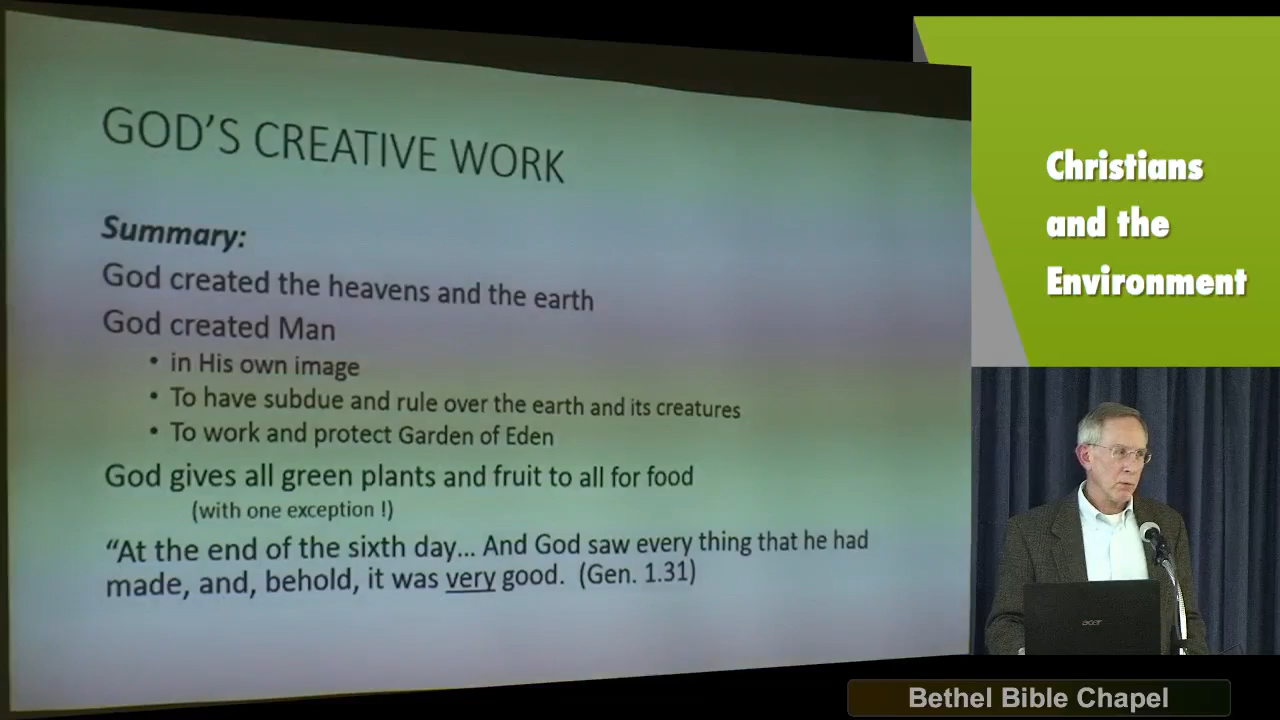 GOD'S CREATIVE WORK
Summary:
God created the heavens and the earth
God created Man
• in His own image
• To have subdue and rule over the earth and its creatures
• To work and protect Garden of Eden
God gives all green plants and fruit to all for food
(with one exception !)
“At the end of the sixth day... And God saw every thing that he had
made, and, behold, it was very good. (Gen. 1.31)
Christians
and the
Environment
acer
Bethel Bible Chapel